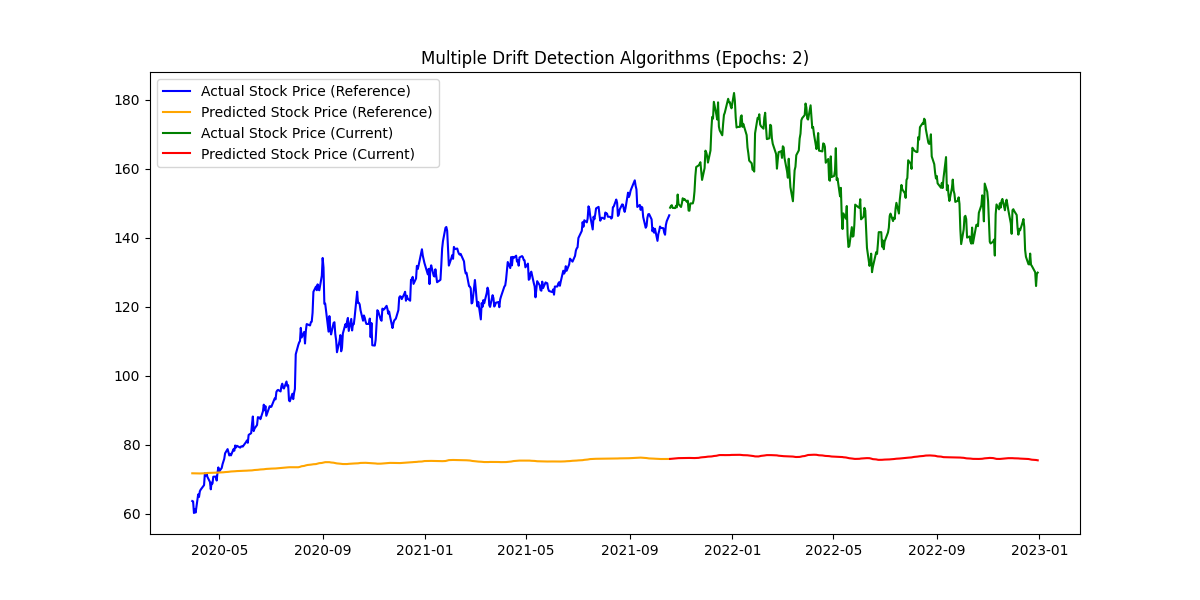 Multiple Drift Detection Algorithms (Epochs: 2)
Actual Stock Price (Reference)
Predicted Stock Price (Reference)
Actual Stock Price (Current)
Predicted Stock Price (Current)
180
160
140
120
100
80
60
2020-05 2020-09 2021-01 2021-05 2021-09 2022-01 2022-05 2022-09 2023-01